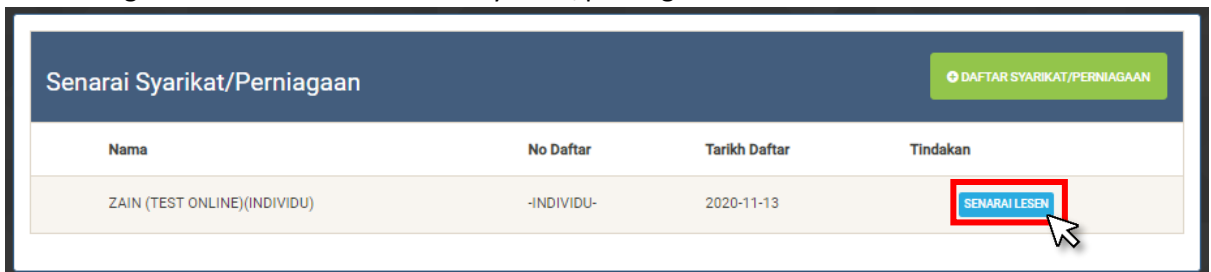 Senarai Syarikat/Perniagaan
DAFTAR SYARIKAT/PERNIAGAAN
Nama No Daftar Tarikh Daftar Tindakan
ZAIN (TEST ONLINE)(INDIVIDU) -INDIVIDU- 2020-11-13 SENARAI LESEN